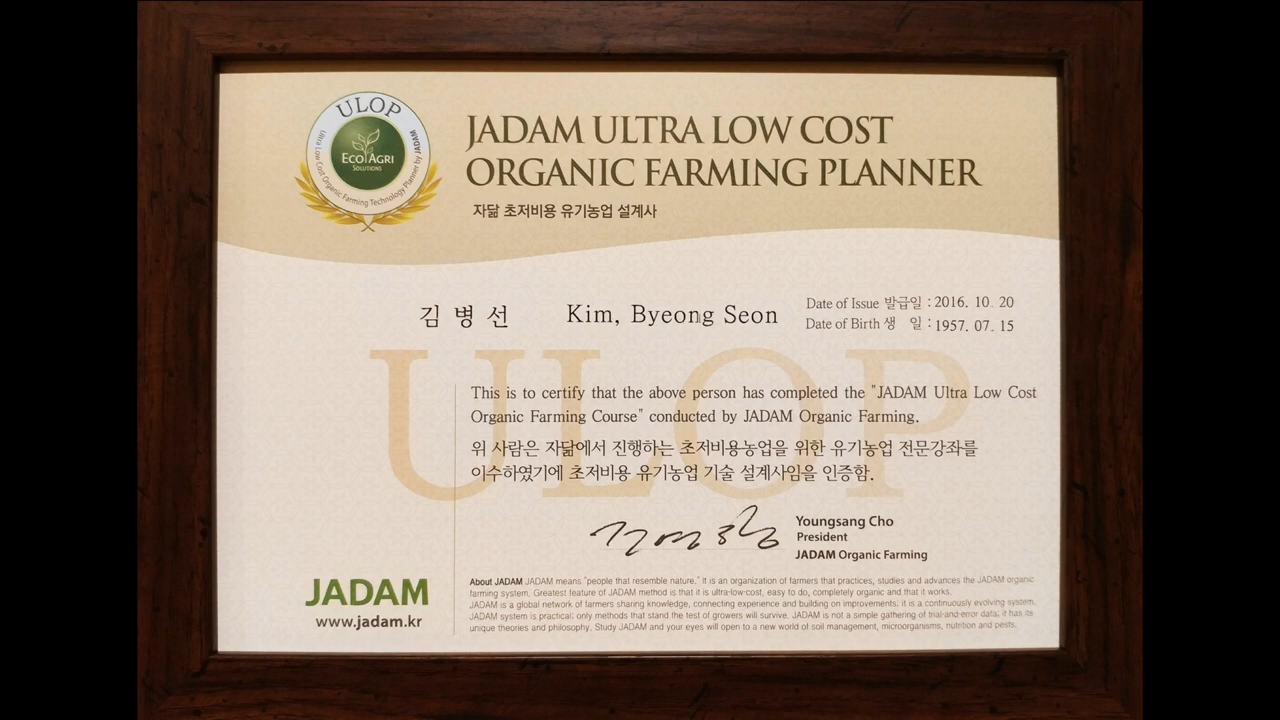 ULOP
Ultra Low Cost Organic Farming Technology Planner by JADAM
ECO AGRI
SOLUTIONS
JADAM ULTRA LOW COST
ORGANIC FARMING PLANNER
자닮 초저비용 유기농업 설계사
김 병 선 Kim, Byeong Seon
Date of Issue 발급일 : 2016. 10. 20
Date of Birth 생 일 : 1957. 07. 15
ULOP
This is to certify that the above person has completed the "JADAM Ultra Low Cost
Organic Farming Course" conducted by JADAM Organic Farming.
위 사람은 자닮에서 진행하는 초저비용농업을 위한 유기농업 전문강좌를
이수하였기에 초저비용 유기농업 기술 설계사임을 인증함.
조영상
Youngsang Cho
President
JADAM Organic Farming
JADAM
www.jadam.kr
About JADAM JADAM means "people that resemble nature." It is an organization of farmers that practices, studies and advances the JADAM organic
farming system. Greatest feature of JADAM method is that it is ultra-low-cost, easy to do, completely organic and that it works.
JADAM is a global network of farmers sharing knowledge, connecting experience and building on improvements; it is a continuously evolving system.
JADAM system is practical; only methods that stand the test of growers will survive. JADAM is not a simple gathering of trial-and-error data; it has its
unique theories and philosophy. Study JADAM and your eyes will open to a new world of soil management, microorganisms, nutrition and pests.